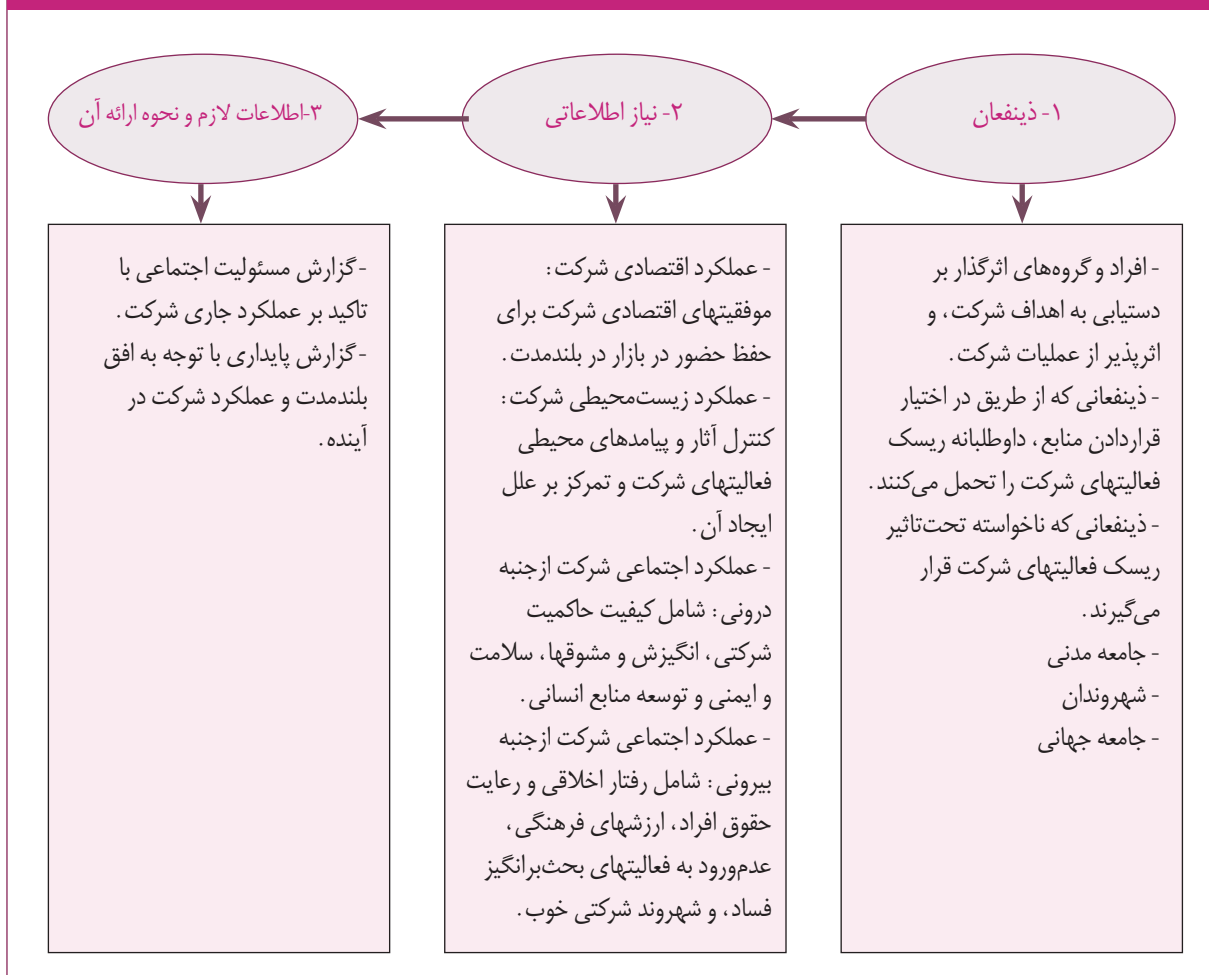 ۱- ذینفعان
۲- نیاز اطلاعاتی
۳-اطلاعات لازم و نحوه ارائه آن
- افراد و گروه‌های اثرگذار بر
دستیابی به اهداف شرکت، و
اثرپذیر از عملیات شرکت.
- ذینفعانی که از طریق در اختیار
قراردادن منابع، داوطلبانه ریسک
فعالیتهای شرکت را تحمل می‌کنند.
- ذینفعانی که ناخواسته تحت‌تاثیر
ریسک فعالیتهای شرکت قرار
می‌گیرند.
- جامعه مدنی
- شهروندان
- جامعه جهانی
- عملکرد اقتصادی شرکت:
موفقیتهای اقتصادی شرکت برای
حفظ حضور در بازار در بلندمدت.
- عملکرد زیست‌محیطی شرکت:
کنترل آثار و پیامدهای محیطی
فعالیتهای شرکت و تمرکز بر علل
ایجاد آن.
- عملکرد اجتماعی شرکت ازجنبه
درونی: شامل کیفیت حاکمیت
شرکتی، انگیزش و مشوقها، سلامت
و ایمنی و توسعه منابع انسانی.
- عملکرد اجتماعی شرکت ازجنبه
بیرونی: شامل رفتار اخلاقی و رعایت
حقوق افراد، ارزشهای فرهنگی،
عدم‌ورود به فعالیتهای بحث‌برانگیز
فساد، و شهروند شرکتی خوب.
- گزارش مسئولیت اجتماعی با
تاکید بر عملکرد جاری شرکت.
- گزارش پایداری با توجه به افق
بلندمدت و عملکرد شرکت در
آینده.